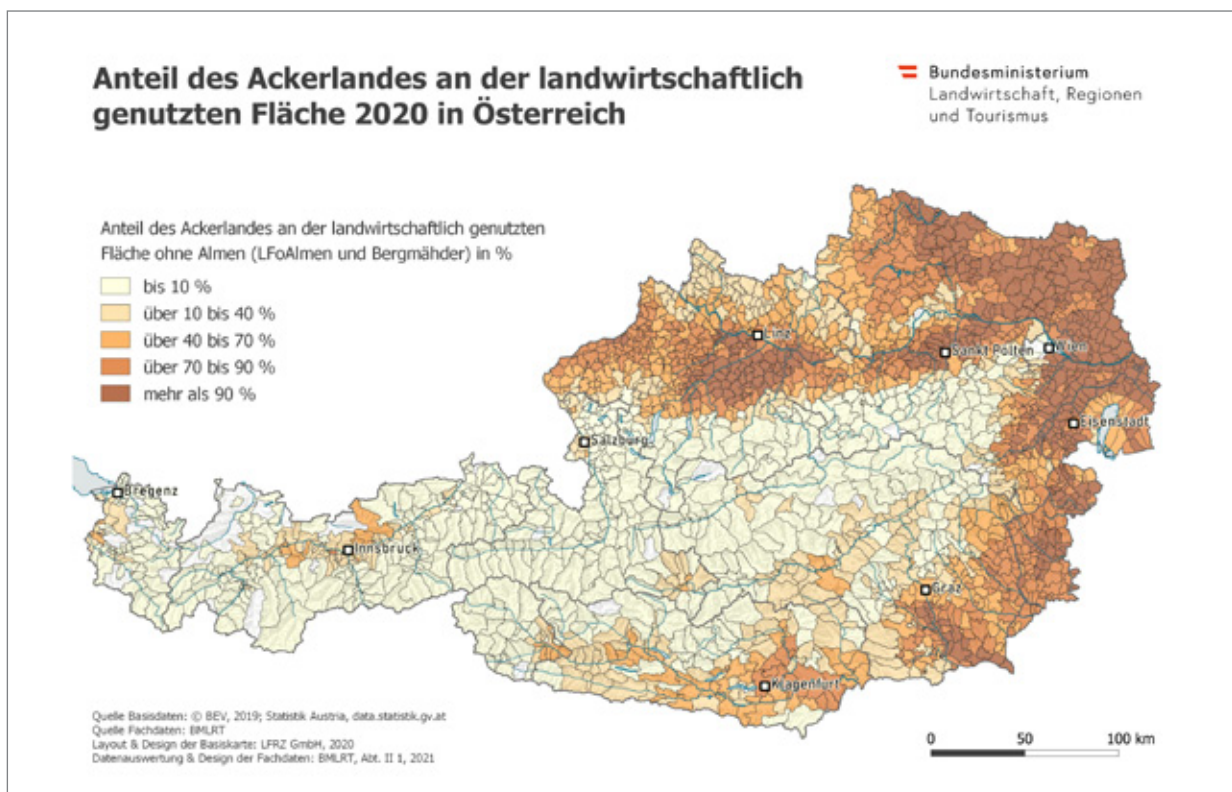 Anteil des Ackerlandes an der landwirtschaftlich
genutzten Fläche 2020 in Österreich
Bundesministerium
Landwirtschaft, Regionen
und Tourismus
Anteil des Ackerlandes an der landwirtschaftlich genutzten
Fläche ohne Almen (LFoAlmen und Bergmähder) in %
bis 10 %
über 10 bis 40 %
über 40 bis 70 %
über 70 bis 90 %
mehr als 90 %
Linz
Sankt Pölten
Wien
Eisenstadt
Salzburg
Bregenz
Innsbruck
Graz
Klagenfurt
Quelle Basisdaten: © BEV, 2019; Statistik Austria, data.statistik.gv.at
Quelle Fachdaten: BMLRT
Layout & Design der Basiskarte: LFRZ GmbH, 2020
Datenauswertung & Design der Fachdaten: BMLRT, Abt. II 1, 2021
0 50 100 km